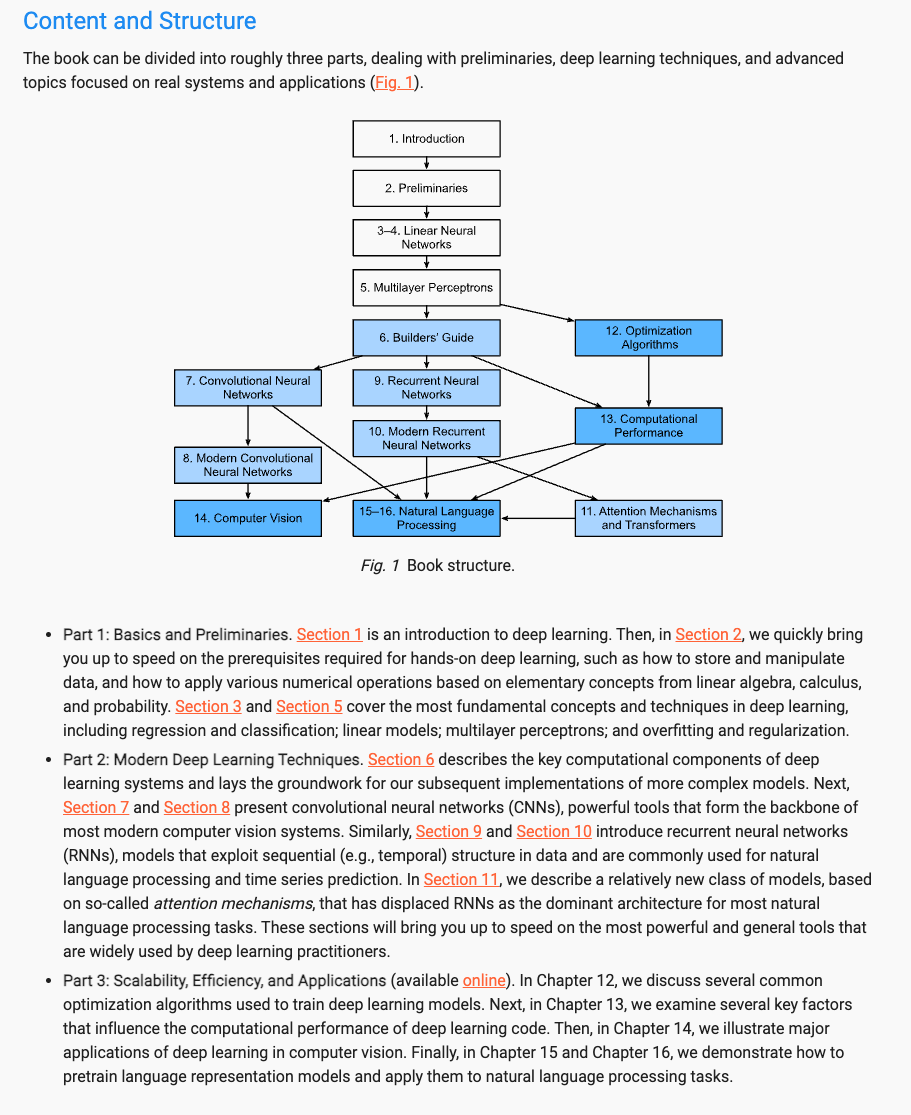 Content and Structure
The book can be divided into roughly three parts, dealing with preliminaries, deep learning techniques, and advanced
topics focused on real systems and applications (Fig. 1).
1. Introduction
2. Preliminaries
3–4. Linear Neural
Networks
5. Multilayer Perceptrons
6. Builders' Guide
12. Optimization
Algorithms
7. Convolutional Neural
Networks
9. Recurrent Neural
Networks
13. Computational
Performance
10. Modern Recurrent
Neural Networks
8. Modern Convolutional
Neural Networks
14. Computer Vision
15–16. Natural Language
Processing
11. Attention Mechanisms
and Transformers
Fig. 1 Book structure.
• Part 1: Basics and Preliminaries. Section 1 is an introduction to deep learning. Then, in Section 2, we quickly bring
you up to speed on the prerequisites required for hands-on deep learning, such as how to store and manipulate
data, and how to apply various numerical operations based on elementary concepts from linear algebra, calculus,
and probability. Section 3 and Section 5 cover the most fundamental concepts and techniques in deep learning,
including regression and classification; linear models; multilayer perceptrons; and overfitting and regularization.
• Part 2: Modern Deep Learning Techniques. Section 6 describes the key computational components of deep
learning systems and lays the groundwork for our subsequent implementations of more complex models. Next,
Section 7 and Section 8 present convolutional neural networks (CNNs), powerful tools that form the backbone of
most modern computer vision systems. Similarly, Section 9 and Section 10 introduce recurrent neural networks
(RNNs), models that exploit sequential (e.g., temporal) structure in data and are commonly used for natural
language processing and time series prediction. In Section 11, we describe a relatively new class of models, based
on so-called attention mechanisms, that has displaced RNNs as the dominant architecture for most natural
language processing tasks. These sections will bring you up to speed on the most powerful and general tools that
are widely used by deep learning practitioners.
• Part 3: Scalability, Efficiency, and Applications (available online). In Chapter 12, we discuss several common
optimization algorithms used to train deep learning models. Next, in Chapter 13, we examine several key factors
that influence the computational performance of deep learning code. Then, in Chapter 14, we illustrate major
applications of deep learning in computer vision. Finally, in Chapter 15 and Chapter 16, we demonstrate how to
pretrain language representation models and apply them to natural language processing tasks.